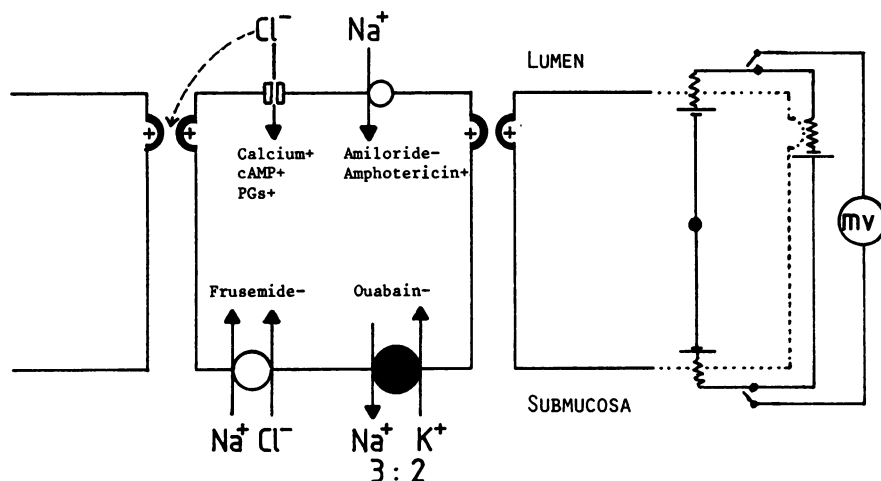 Cl⁻ Na⁺
LUMEN
+ + + +
Calcium+ Amiloride-
cAMP+ Amphotericin+
PGs+
mv
Frusemide- Ouabain-
SUBMUCOSA
Na⁺ Cl⁻ Na⁺ K⁺
3 : 2